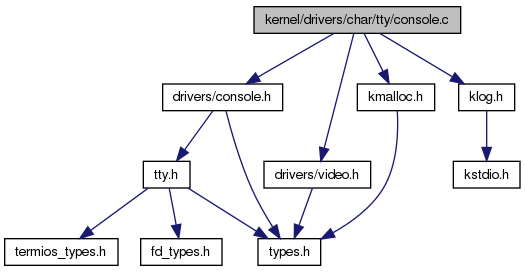 kernel/drivers/char/tty/console.c
drivers/console.h
kmalloc.h
klog.h
tty.h
drivers/video.h
kstdio.h
termios_types.h
fd_types.h
types.h